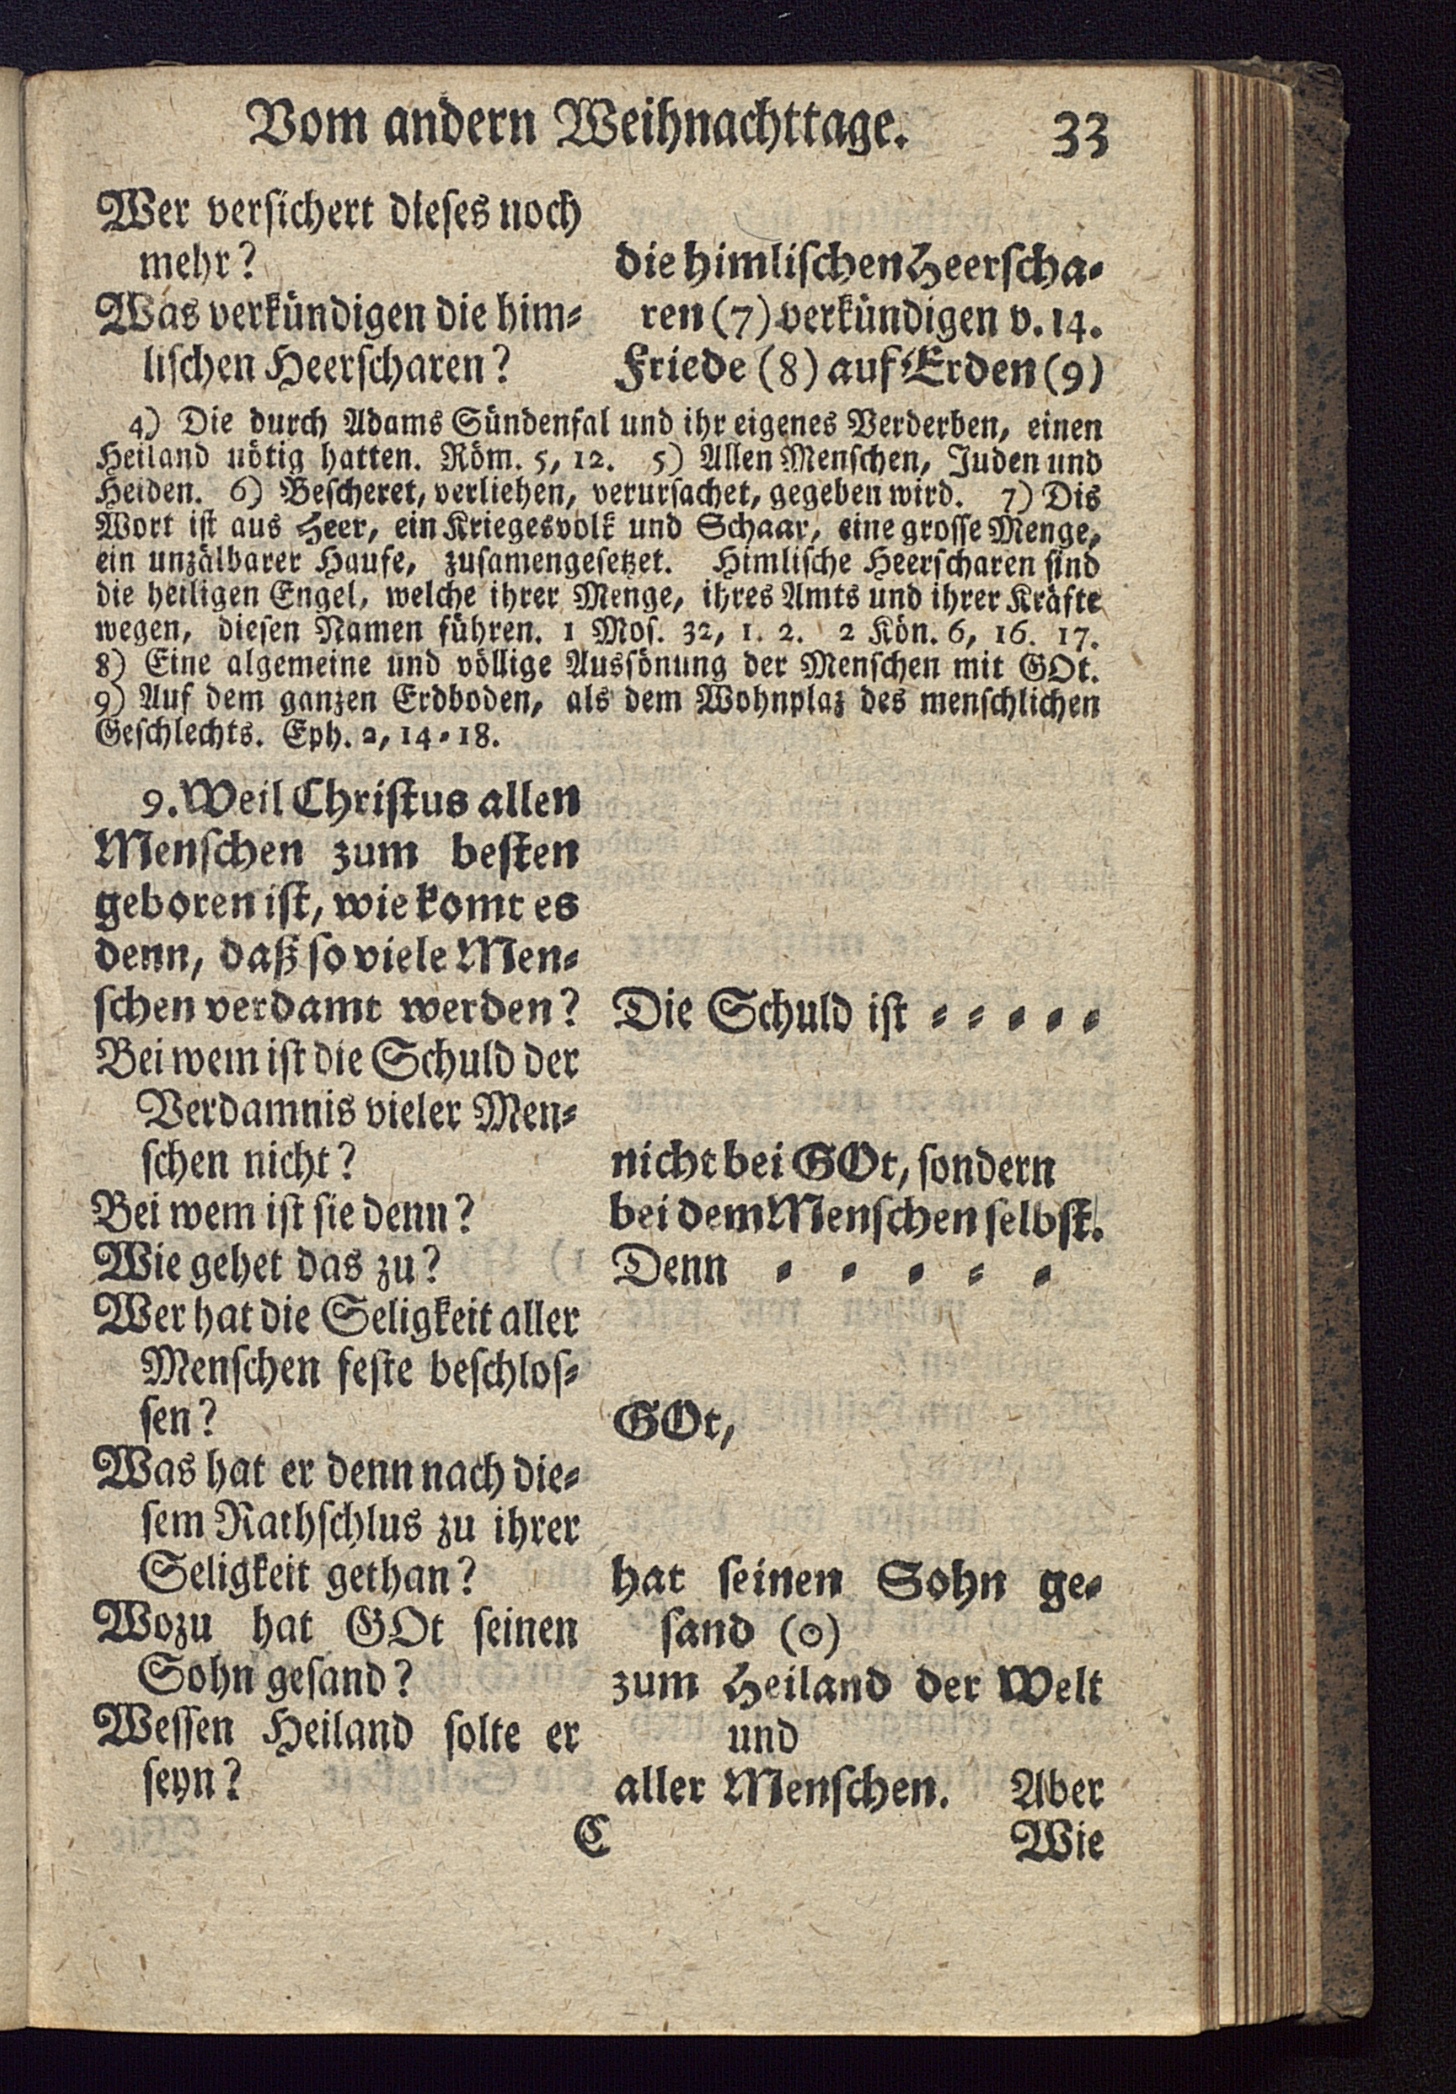 Vom andern Weihnachttage. 33
Wer versichert dieses noch
mehr?
Was verkündigen die him⸗
lischen Heerscharen?
die himlischen Heerscha⸗
ren (7) verkündigen v. 14.
Friede (8) auf Erden (9)
4) Die durch Adams Sündenfal und ihr eigenes Verderben, einen
Heiland nötig hatten. Röm. 5, 12. 5) Allen Menschen, Juden und
Heiden. 6) Bescheret, verliehen, verursachet, gegeben wird. 7) Dis
Wort ist aus Heer, ein Kriegesvolk und Schaar, eine grosse Menge,
ein unzälbarer Haufe, zusamengesetzet. Himlische Heerscharen sind
die heiligen Engel, welche ihrer Menge, ihres Amts und ihrer Kräfte
wegen, diesen Namen führen. 1 Mos. 32, 1. 2. 2 Kön. 6, 16. 17.
8) Eine algemeine und völlige Aussönung der Menschen mit GOt.
9) Auf dem ganzen Erdboden, als dem Wohnplaz des menschlichen
Geschlechts. Eph. 2, 14⸗18.
9. Weil Christus allen
Menschen zum besten
geboren ist, wie komt es
denn, daß so viele Men⸗
schen verdamt werden?
Die Schuld ist ⸗ ⸗ ⸗ ⸗ ⸗
Bei wem ist die Schuld der
Verdamnis vieler Men⸗
schen nicht?
nicht bei GOt, sondern
Bei wem ist sie denn?
bei dem Menschen selbst.
Wie gehet das zu?
Denn ⸗ ⸗ ⸗ ⸗ ⸗
Wer hat die Seligkeit aller
Menschen feste beschlos⸗
sen?
GOt,
Was hat er denn nach die⸗
sem Rathschlus zu ihrer
Seligkeit gethan?
hat seinen Sohn ge⸗
sand (☉)
Wozu hat GOt seinen
Sohn gesand?
zum Heiland der Welt
und
Wessen Heiland solte er
seyn?
aller Menschen. Aber
C Wie